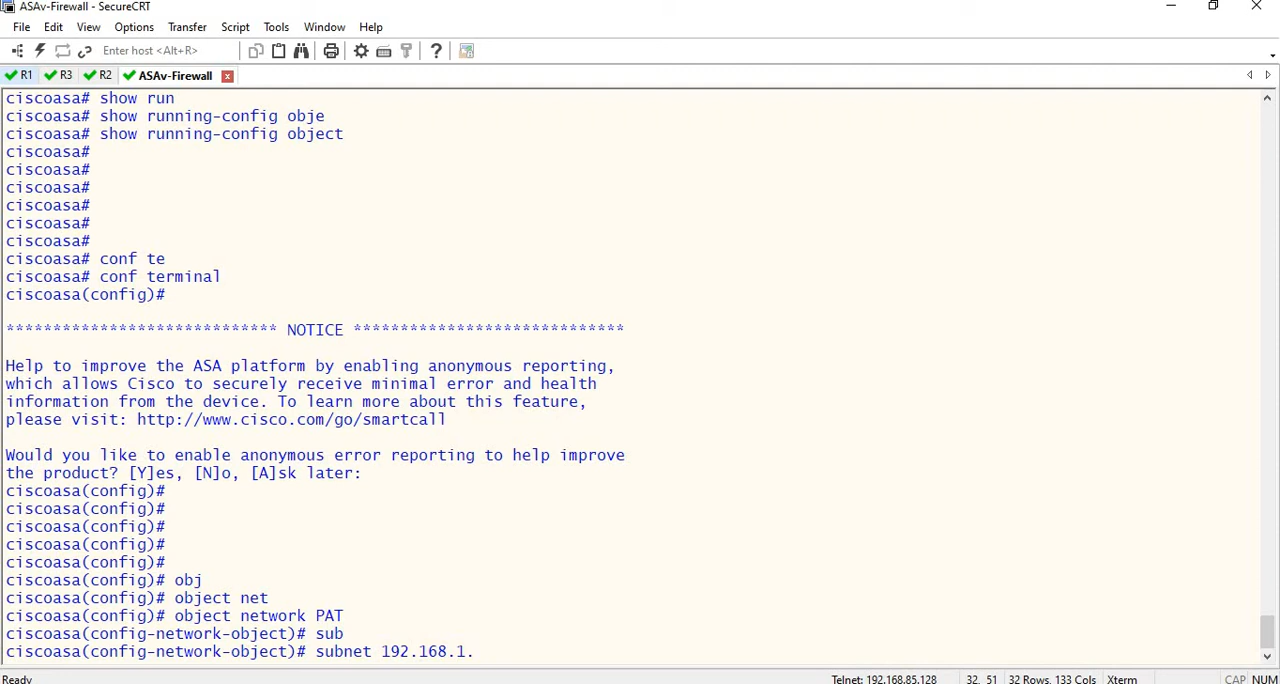 ASAv-Firewall - SecureCRT
File Edit View Options Transfer Script Tools Window Help
Enter host <Alt+R>
R1 R3 R2 ASAv-Firewall
ciscoasa# show run
ciscoasa# show running-config obje
ciscoasa# show running-config object
ciscoasa#
ciscoasa#
ciscoasa#
ciscoasa#
ciscoasa#
ciscoasa#
ciscoasa# conf te
ciscoasa# conf terminal
ciscoasa(config)#
***************************** NOTICE *****************************
Help to improve the ASA platform by enabling anonymous reporting,
which allows Cisco to securely receive minimal error and health
information from the device. To learn more about this feature,
please visit: http://www.cisco.com/go/smartcall
Would you like to enable anonymous error reporting to help improve
the product? [Y]es, [N]o, [A]sk later:
ciscoasa(config)#
ciscoasa(config)#
ciscoasa(config)#
ciscoasa(config)#
ciscoasa(config)#
ciscoasa(config)# obj
ciscoasa(config)# object net
ciscoasa(config)# object network PAT
ciscoasa(config-network-object)# sub
ciscoasa(config-network-object)# subnet 192.168.1.
Ready Telnet: 192.168.85.128 32, 51 32 Rows, 133 Cols Xterm CAP NUM